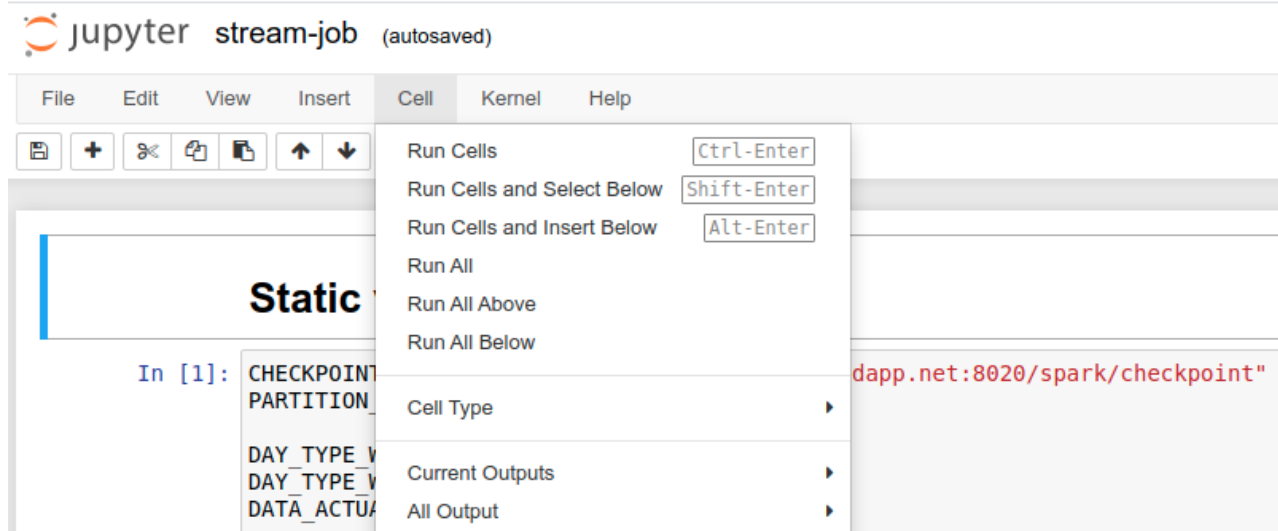 jupyter stream-job (autosaved)
File Edit View Insert Cell Kernel Help
Run Cells Ctrl-Enter
Run Cells and Select Below Shift-Enter
Run Cells and Insert Below Alt-Enter
Run All
Run All Above
Run All Below
Cell Type
Current Outputs
All Output
Static
In [1]: CHECKPOINT dapp.net:8020/spark/checkpoint"
PARTITION_
DAY_TYPE_W
DAY_TYPE_W
DATA_ACTUA